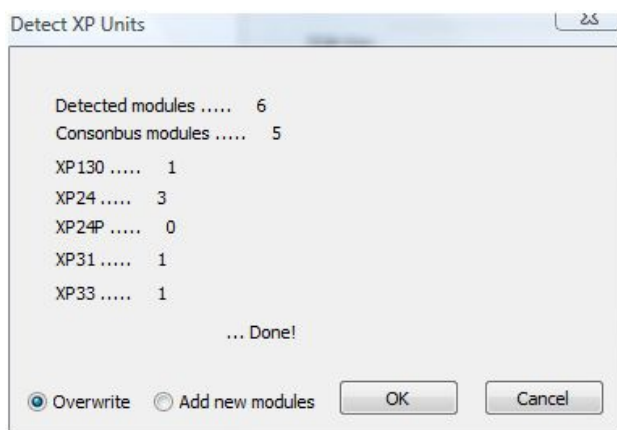 Detect XP Units
Detected modules ..... 6
Consonbus modules ..... 5
XP130 ..... 1
XP24 ..... 3
XP24P ..... 0
XP31 ..... 1
XP33 ..... 1
... Done!
Overwrite Add new modules OK Cancel